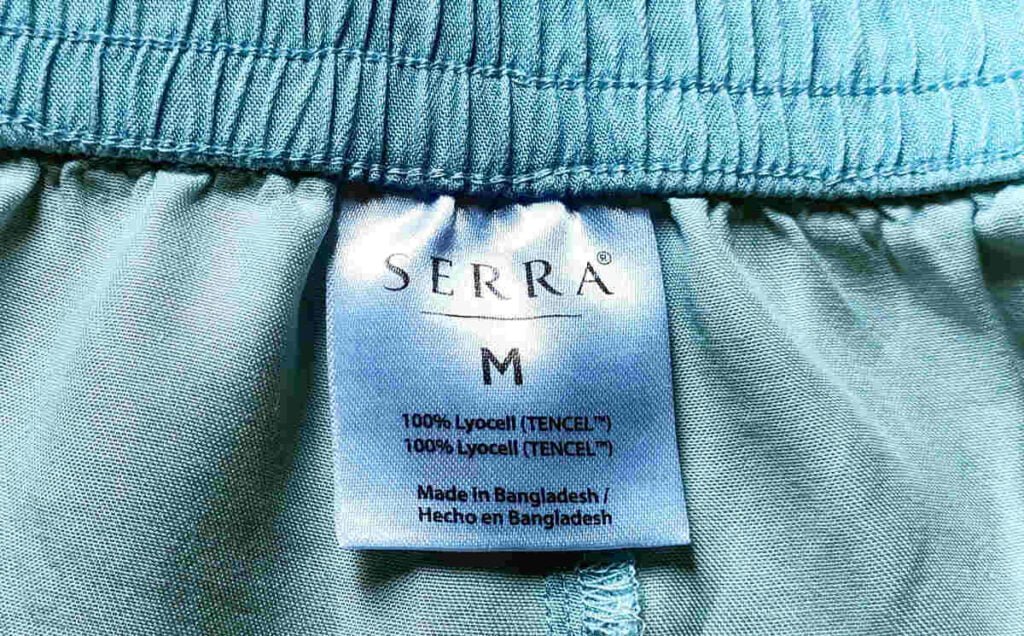 SERRA®
M
100% Lyocell (TENCEL™)
100% Lyocell (TENCEL™)
Made in Bangladesh /
Hecho en Bangladesh